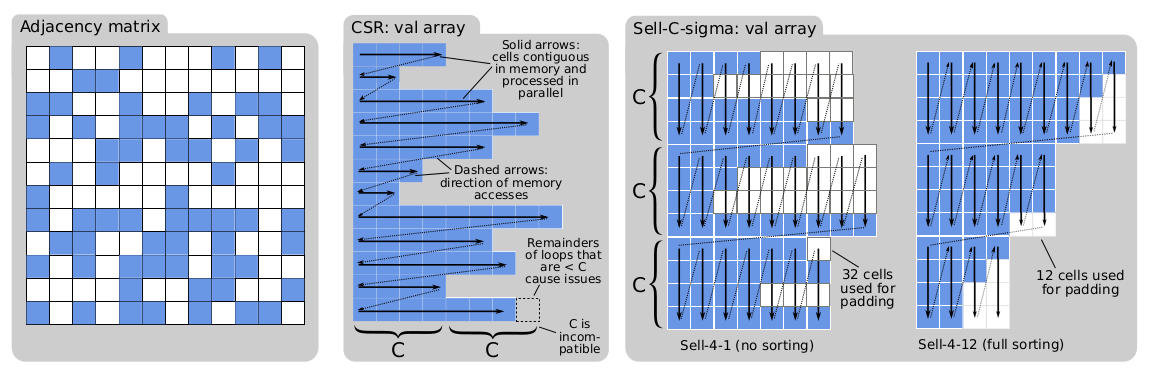 Adjacency matrix
CSR: val array
Solid arrows:
cells contiguous
in memory and
processed in
parallel
Dashed arrows:
direction of memory
accesses
Remainders
of loops that
are < C
cause issues
C is
incom-
patible
C
C
Sell-C-sigma: val array
C
C
C
32 cells
used for
padding
12 cells used
for padding
Sell-4-1 (no sorting)
Sell-4-12 (full sorting)